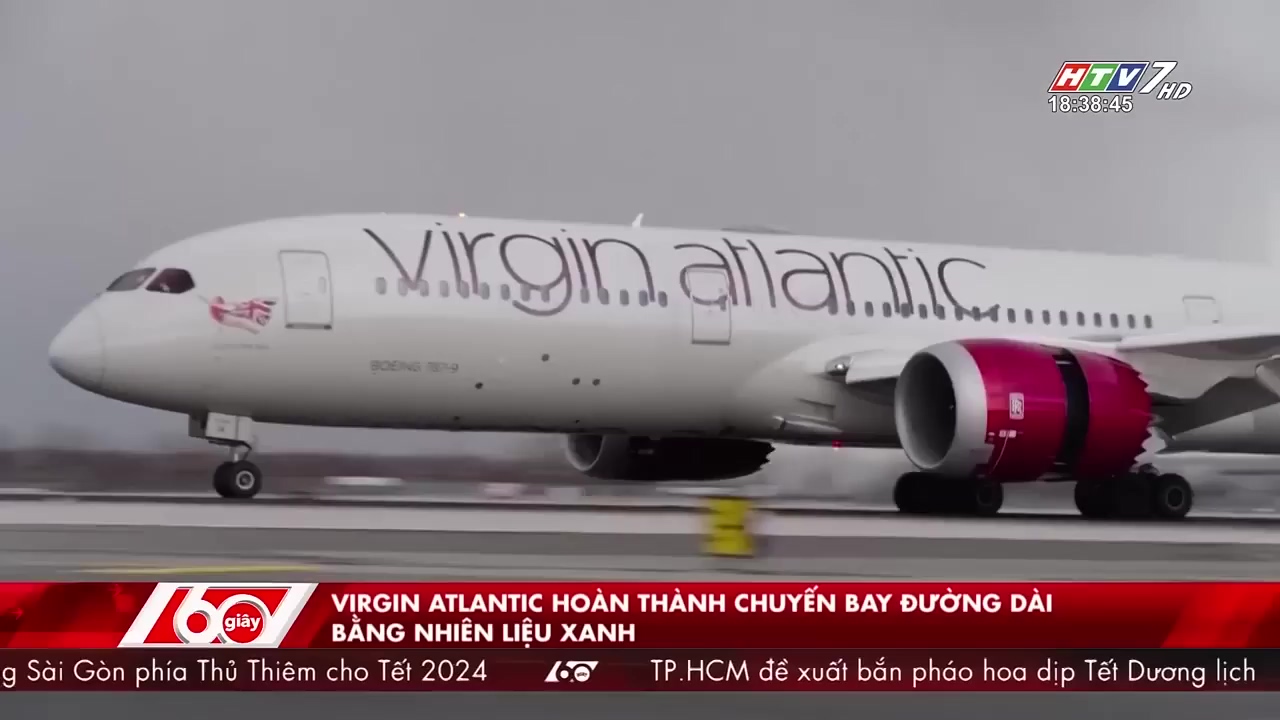 HTV7 HD
18:38:45
virgin atlantic
BOEING 787-9
60 giây
VIRGIN ATLANTIC HOÀN THÀNH CHUYẾN BAY ĐƯỜNG DÀI
BẰNG NHIÊN LIỆU XANH
g Sài Gòn phía Thủ Thiêm cho Tết 2024 60 giây TP.HCM đề xuất bắn pháo hoa dịp Tết Dương lịch